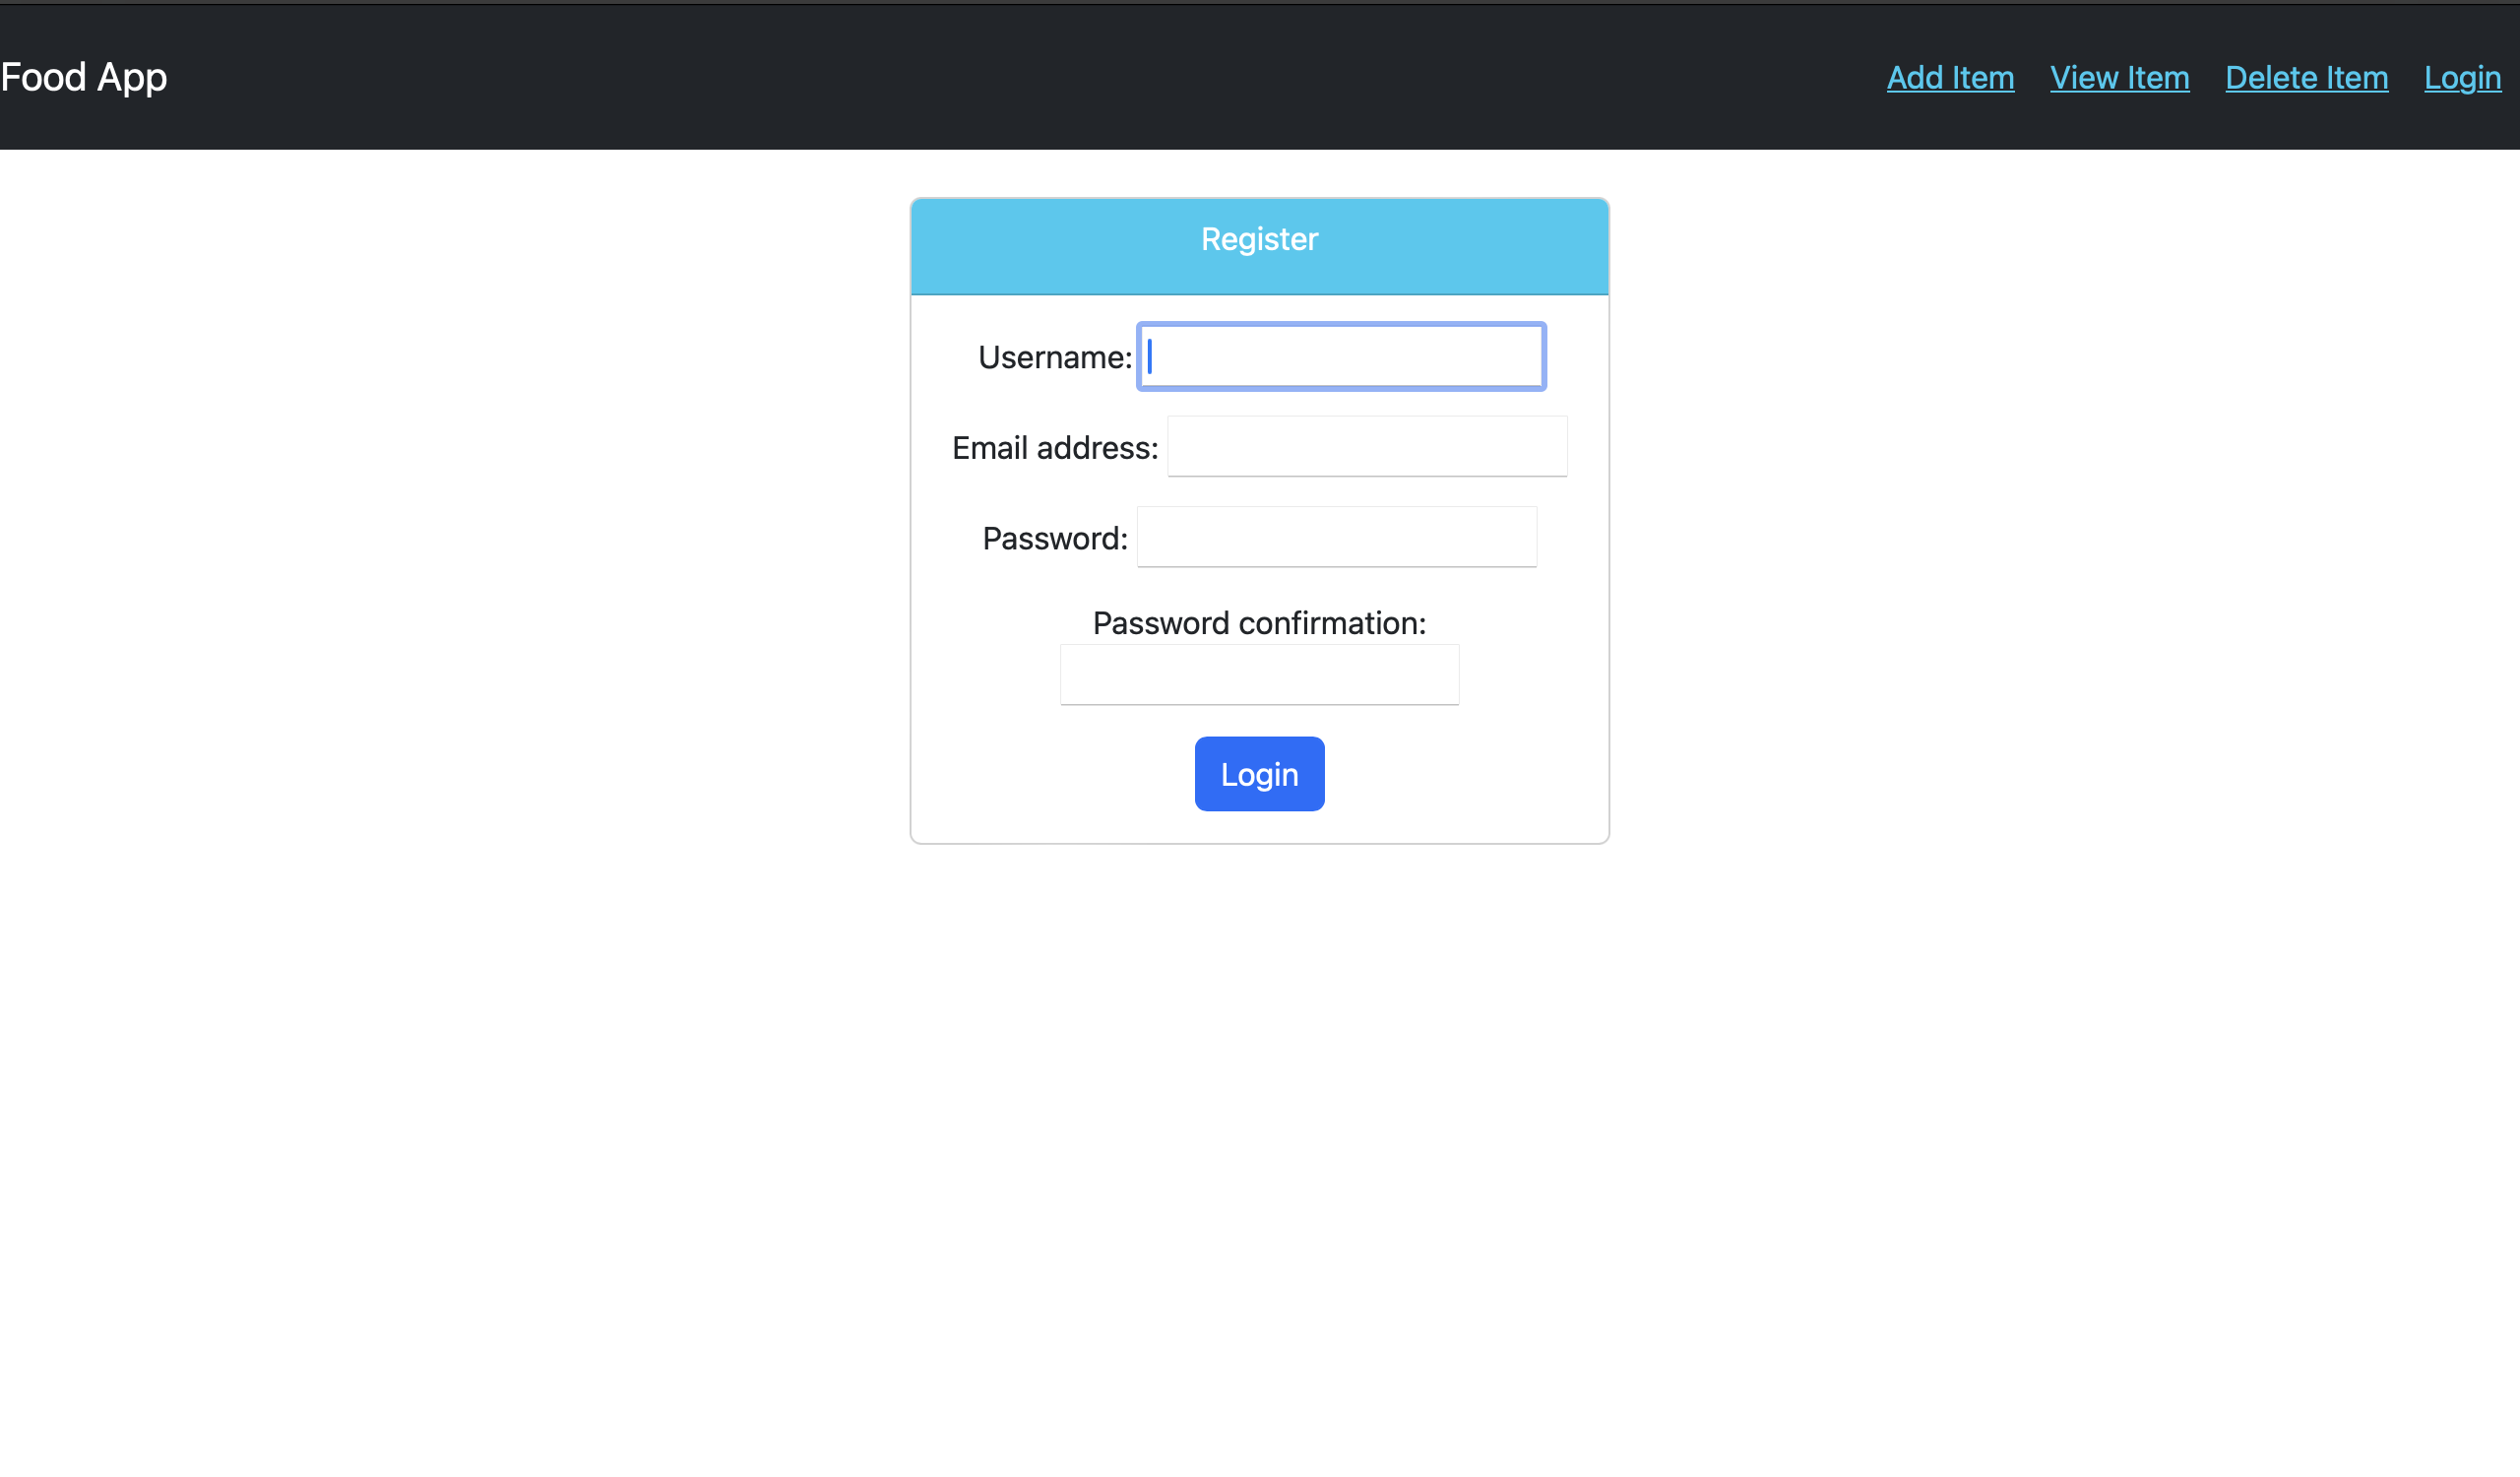 Food App
Add Item View Item Delete Item Login
Register
Username:
Email address:
Password:
Password confirmation:
Login